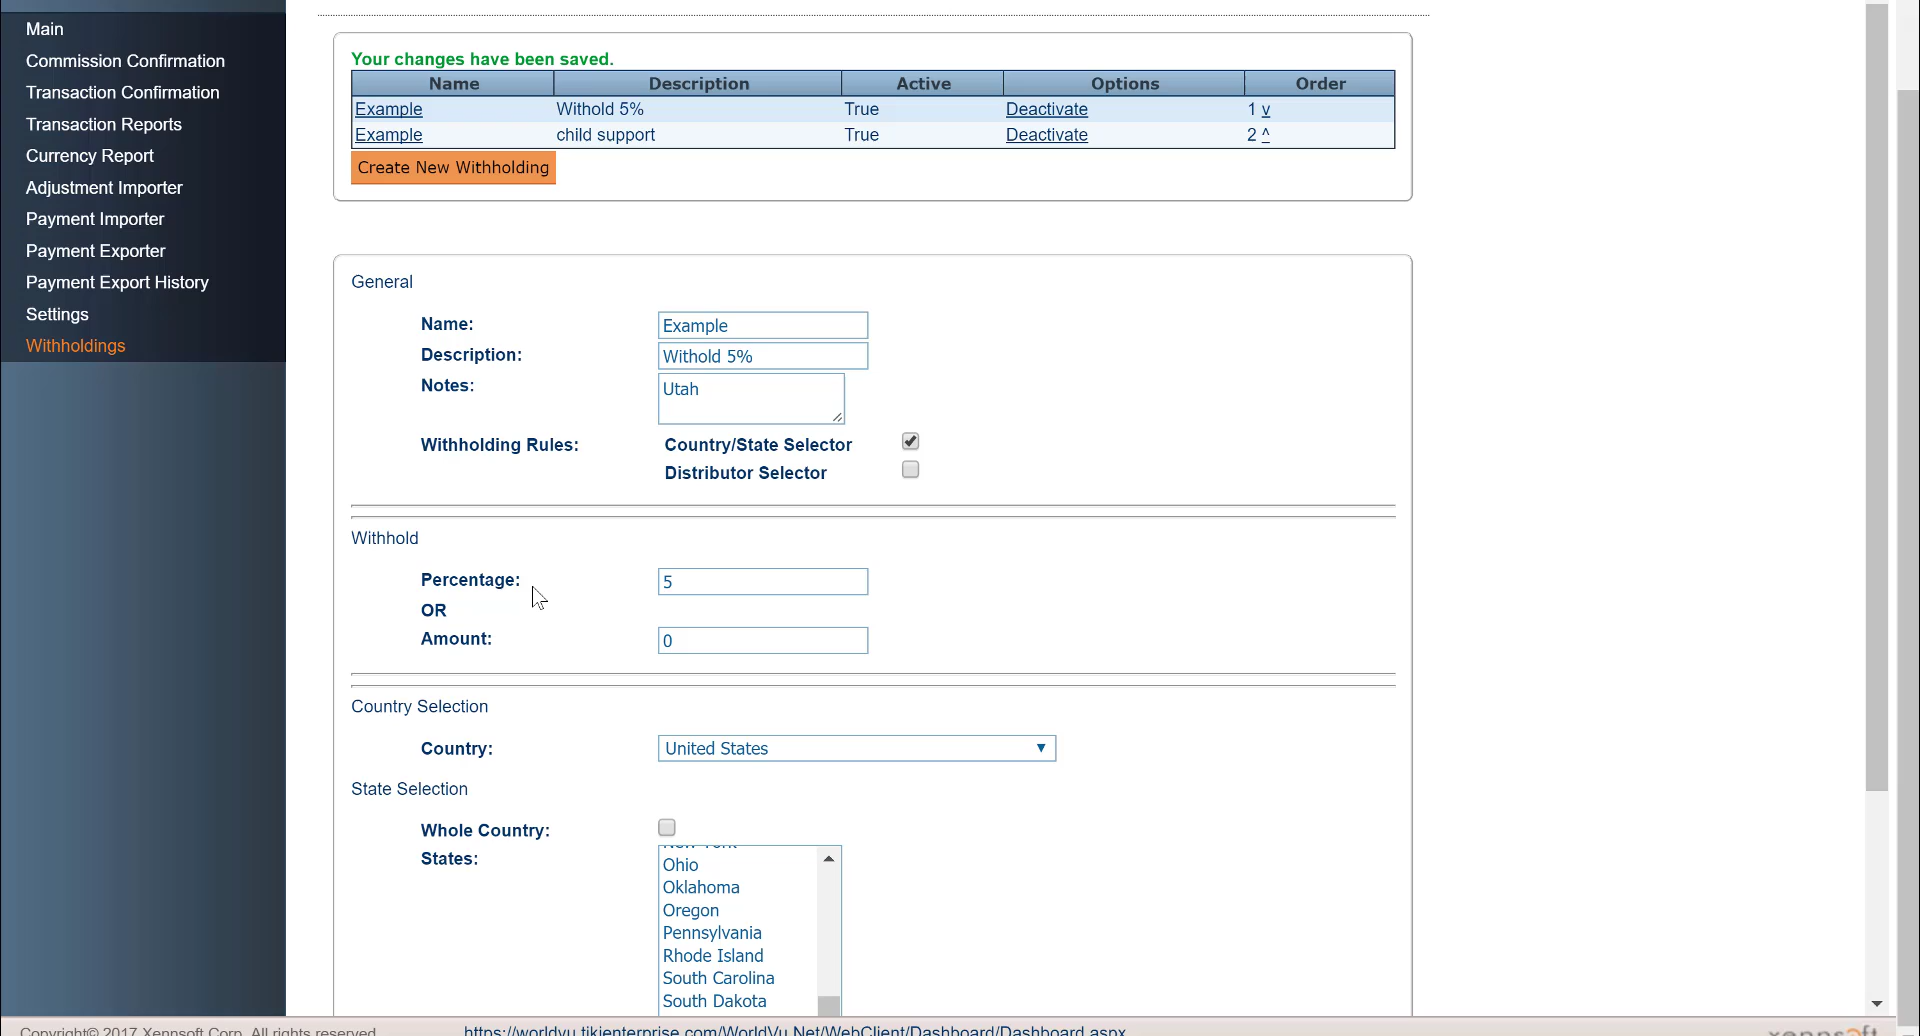 Main
Commission Confirmation
Transaction Confirmation
Transaction Reports
Currency Report
Adjustment Importer
Payment Importer
Payment Exporter
Payment Export History
Settings
Withholdings
Your changes have been saved.
Name Description Active Options Order
Example Withold 5% True Deactivate 1 v
Example child support True Deactivate 2 ^
Create New Withholding
General
Name: Example
Description: Withold 5%
Notes: Utah
Withholding Rules: Country/State Selector
Distributor Selector
Withhold
Percentage: 5
OR
Amount: 0
Country Selection
Country: United States
State Selection
Whole Country:
States:
New York
Ohio
Oklahoma
Oregon
Pennsylvania
Rhode Island
South Carolina
South Dakota
Copyright© 2017 Xennsoft Corp. All rights reserved. https://worldvu.tikienterprise.com/WorldVu.Net/WebClient/Dashboard/Dashboard.aspx
xennsoft